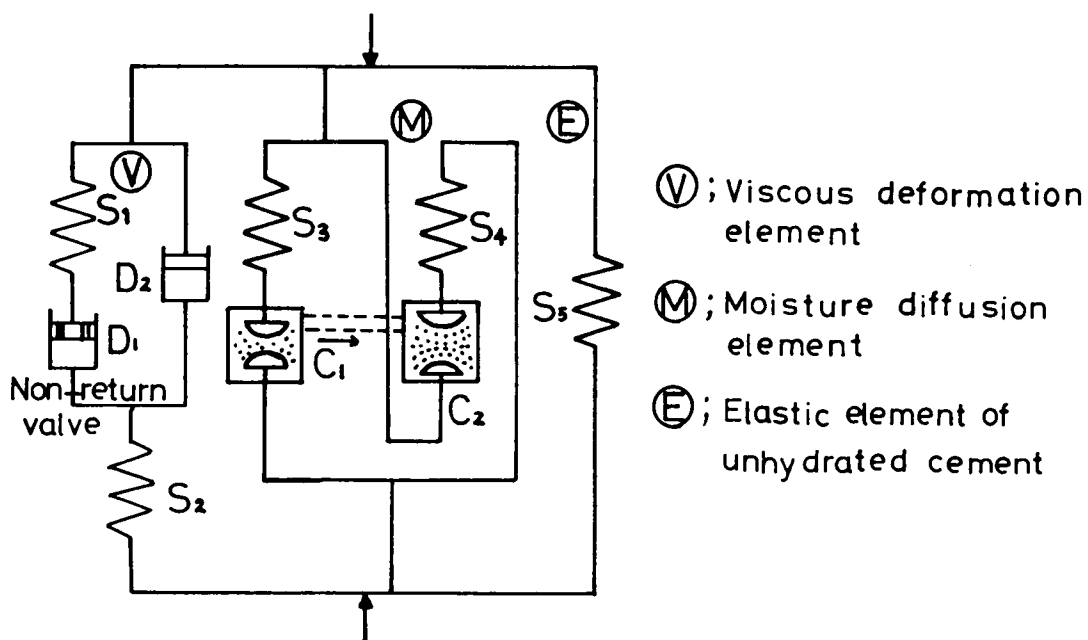 V
M
E
S₁
S₃
S₄
D₂
S₅
D₁
C₁
C₂
Non-return
valve
S₂
V ; Viscous deformation
element
M ; Moisture diffusion
element
E ; Elastic element of
unhydrated cement